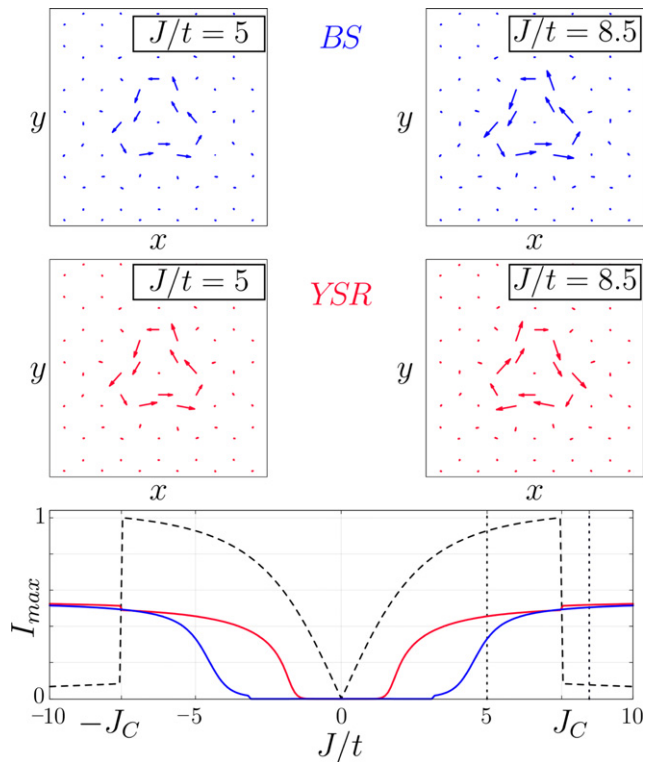 J/t = 5
BS
J/t = 8.5
y
y
x
x
J/t = 5
YSR
J/t = 8.5
y
y
x
x
1
I_max
0
−10 −J_C −5 0 5 J_C 10
J/t